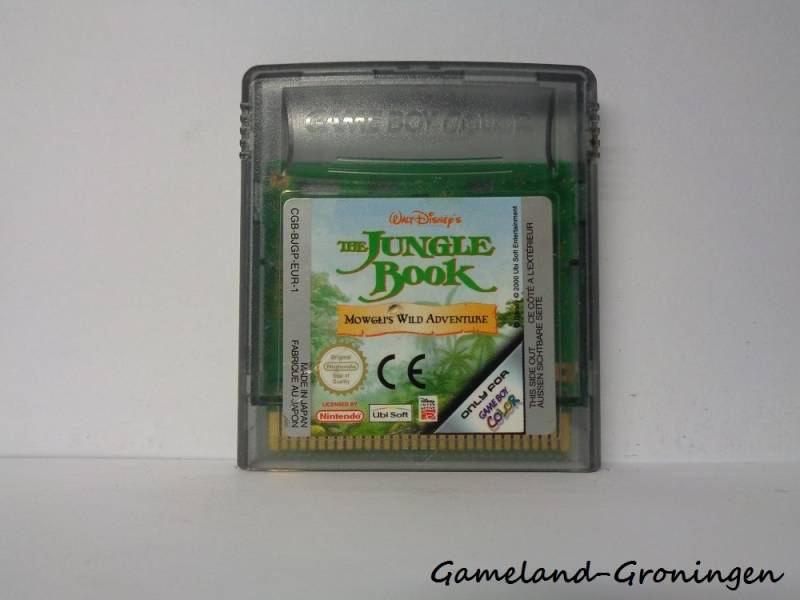 GAME BOY COLOR
CGB-BJGP-EUR-1
MADE IN JAPAN
FABRIQUE AU JAPON
Walt Disney's
THE JUNGLE
BOOK
MOWGLI'S WILD ADVENTURE
Original
Nintendo
Seal of
Quality
CE
LICENSED BY
Nintendo
Ubi Soft
ONLY FOR
GAME BOY
COLOR
© Disney © 2000 Ubi Soft Entertainment
THIS SIDE OUT CE CÔTÉ À L'EXTÉRIEUR
AUSSEN SICHTBARE SEITE
Gameland-Groningen